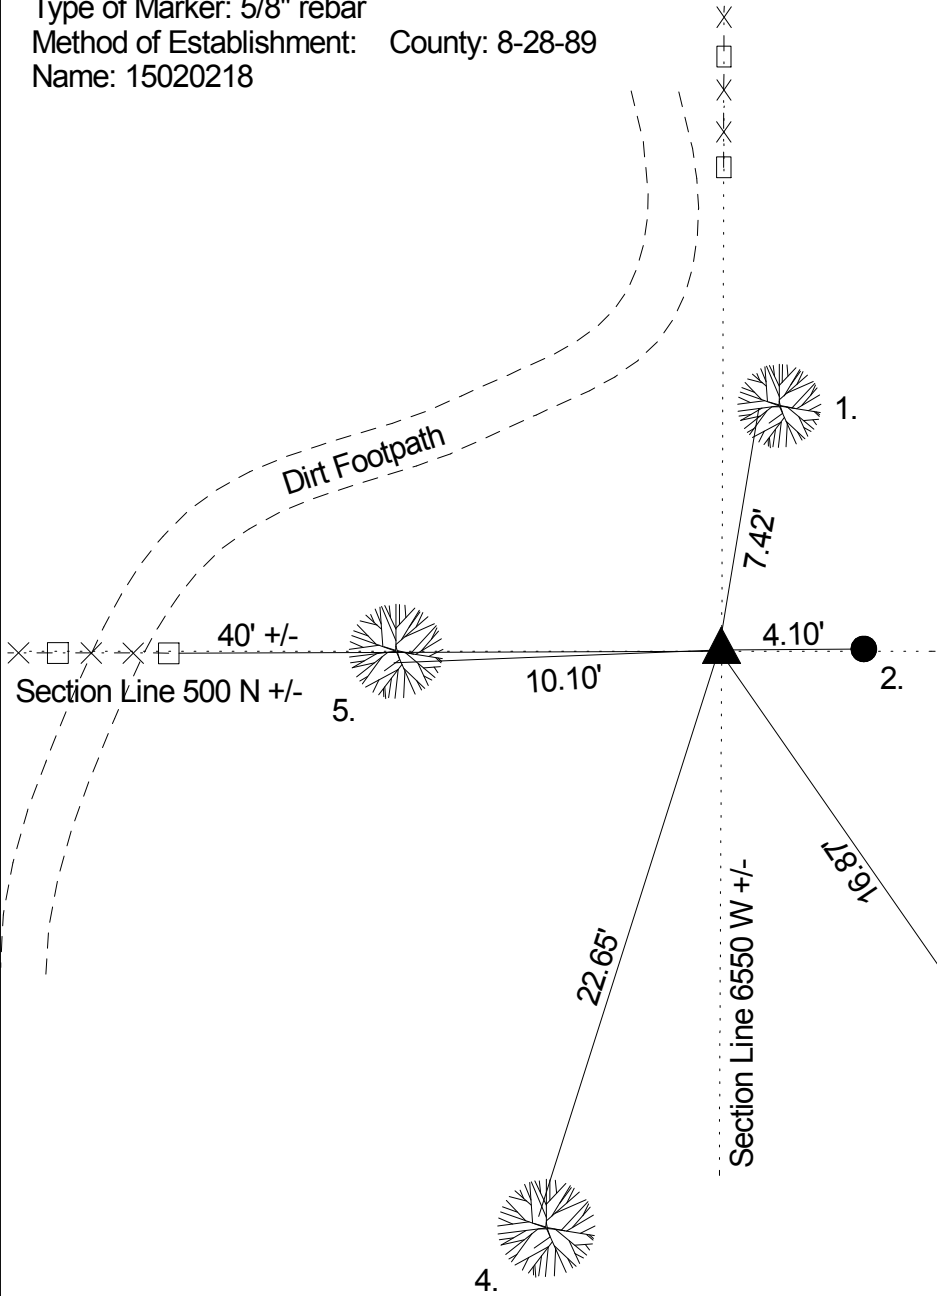 Type of Marker: 5/8" rebar
Method of Establishment: County: 8-28-89
Name: 15020218
1.
Dirt Footpath
7.42'
40' +/-
4.10'
Section Line 500 N +/-
10.10'
2.
5.
16.87'
Section Line 6550 W +/-
22.65'
4.